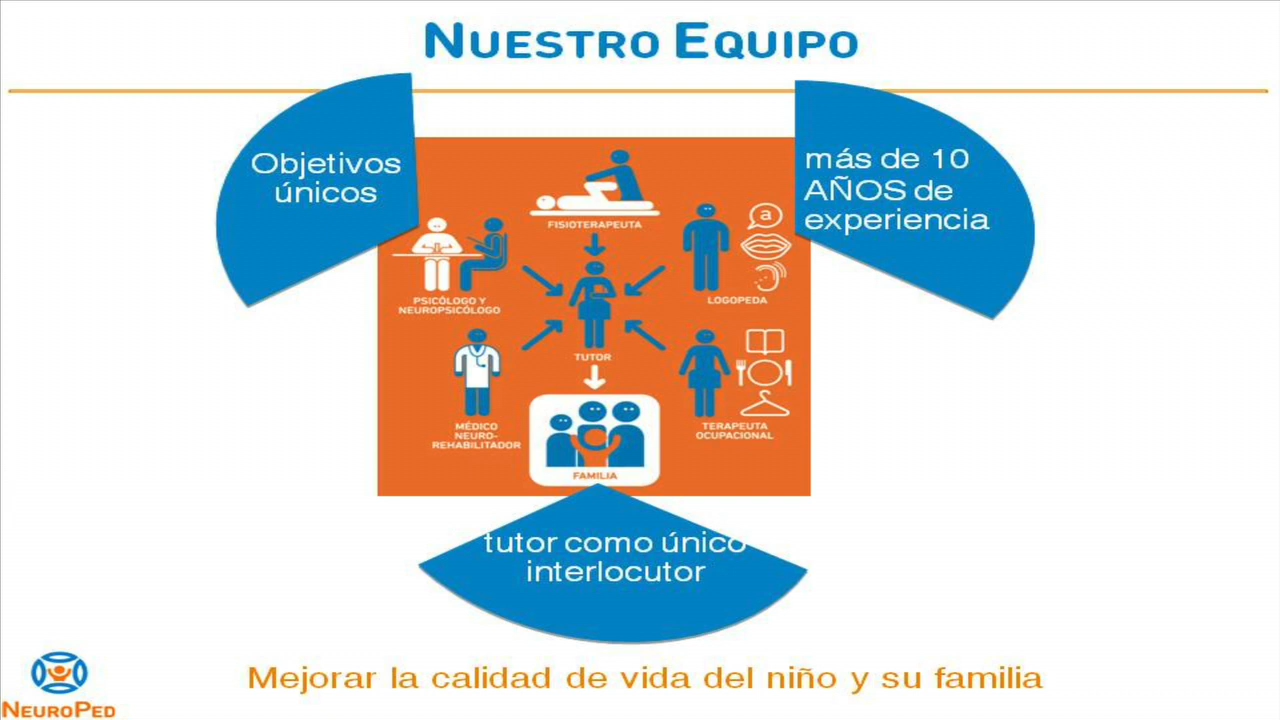 NUESTRO EQUIPO
Objetivos
únicos
más de 10
AÑOS de
experiencia
FISIOTERAPEUTA
a
PSICÓLOGO Y
NEUROPSICÓLOGO
LOGOPEDA
TUTOR
MÉDICO
NEURO-
REHABILITADOR
TERAPEUTA
OCUPACIONAL
FAMILIA
tutor como único
interlocutor
Mejorar la calidad de vida del niño y su familia
NEUROPED